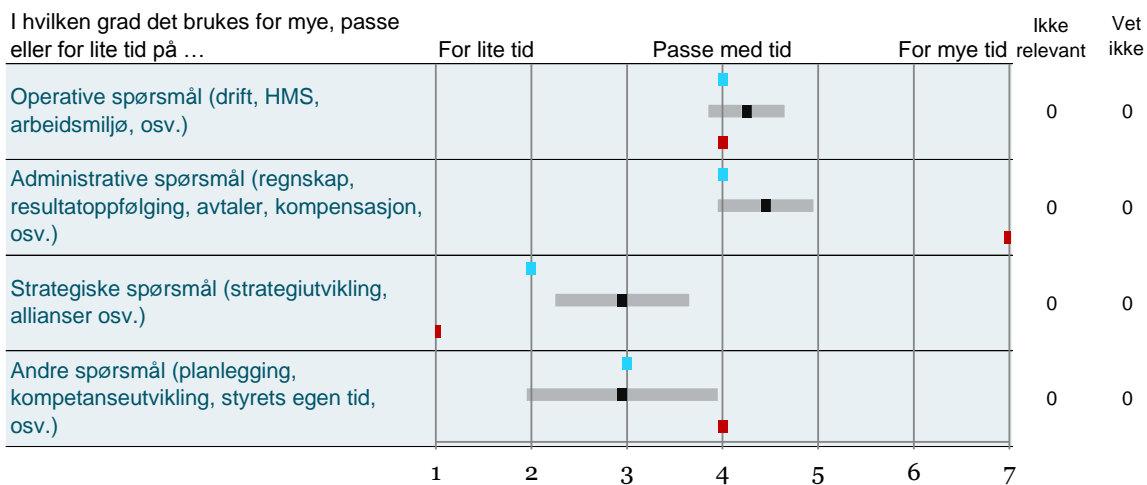 I hvilken grad det brukes for mye, passe
eller for lite tid på …
For lite tid
Passe med tid
For mye tid
Ikke
relevant
Vet
ikke
Operative spørsmål (drift, HMS,
arbeidsmiljø, osv.)
0
0
Administrative spørsmål (regnskap,
resultatoppfølging, avtaler, kompensasjon,
osv.)
0
0
Strategiske spørsmål (strategiutvikling,
allianser osv.)
0
0
Andre spørsmål (planlegging,
kompetanseutvikling, styrets egen tid,
osv.)
0
0
1 2 3 4 5 6 7